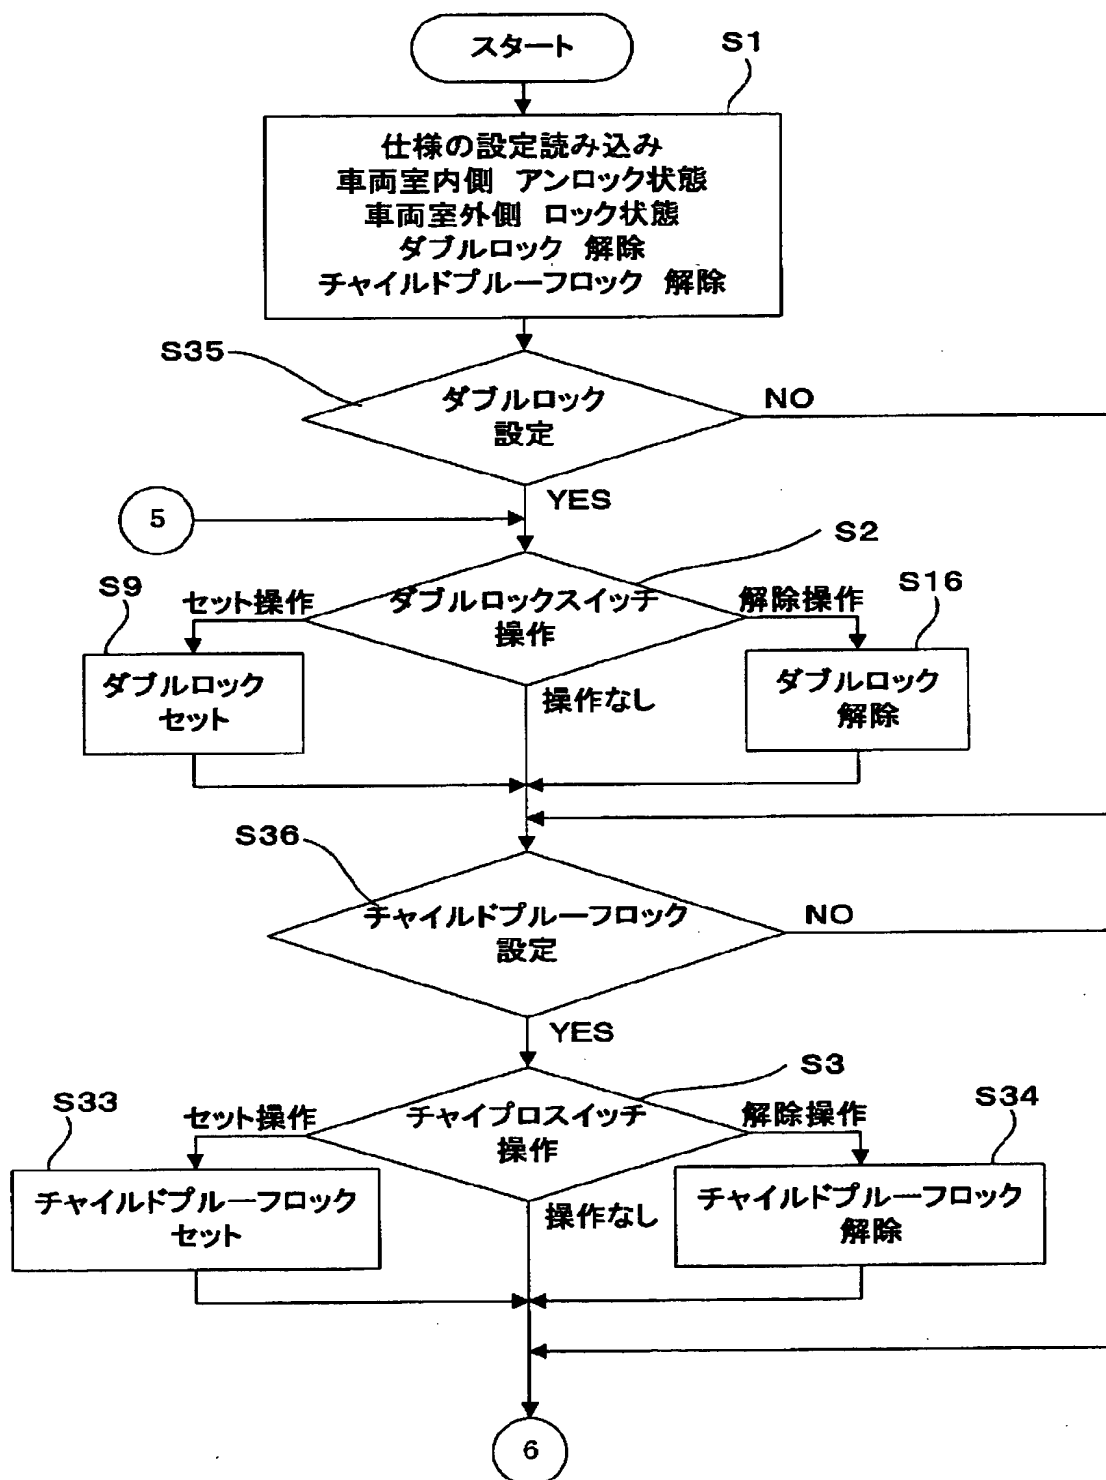 スタート
S1
仕様の設定読み込み
車両室内側 アンロック状態
車両室外側 ロック状態
ダブルロック 解除
チャイルドプルーフロック 解除
S35
ダブルロック
設定
NO
YES
5
S2
S9
S16
セット操作
ダブルロックスイッチ
操作
解除操作
ダブルロック
セット
操作なし
ダブルロック
解除
S36
チャイルドプルーフロック
設定
NO
YES
S3
S33
S34
セット操作
チャイプロスイッチ
操作
解除操作
チャイルドプルーフロック
セット
操作なし
チャイルドプルーフロック
解除
6